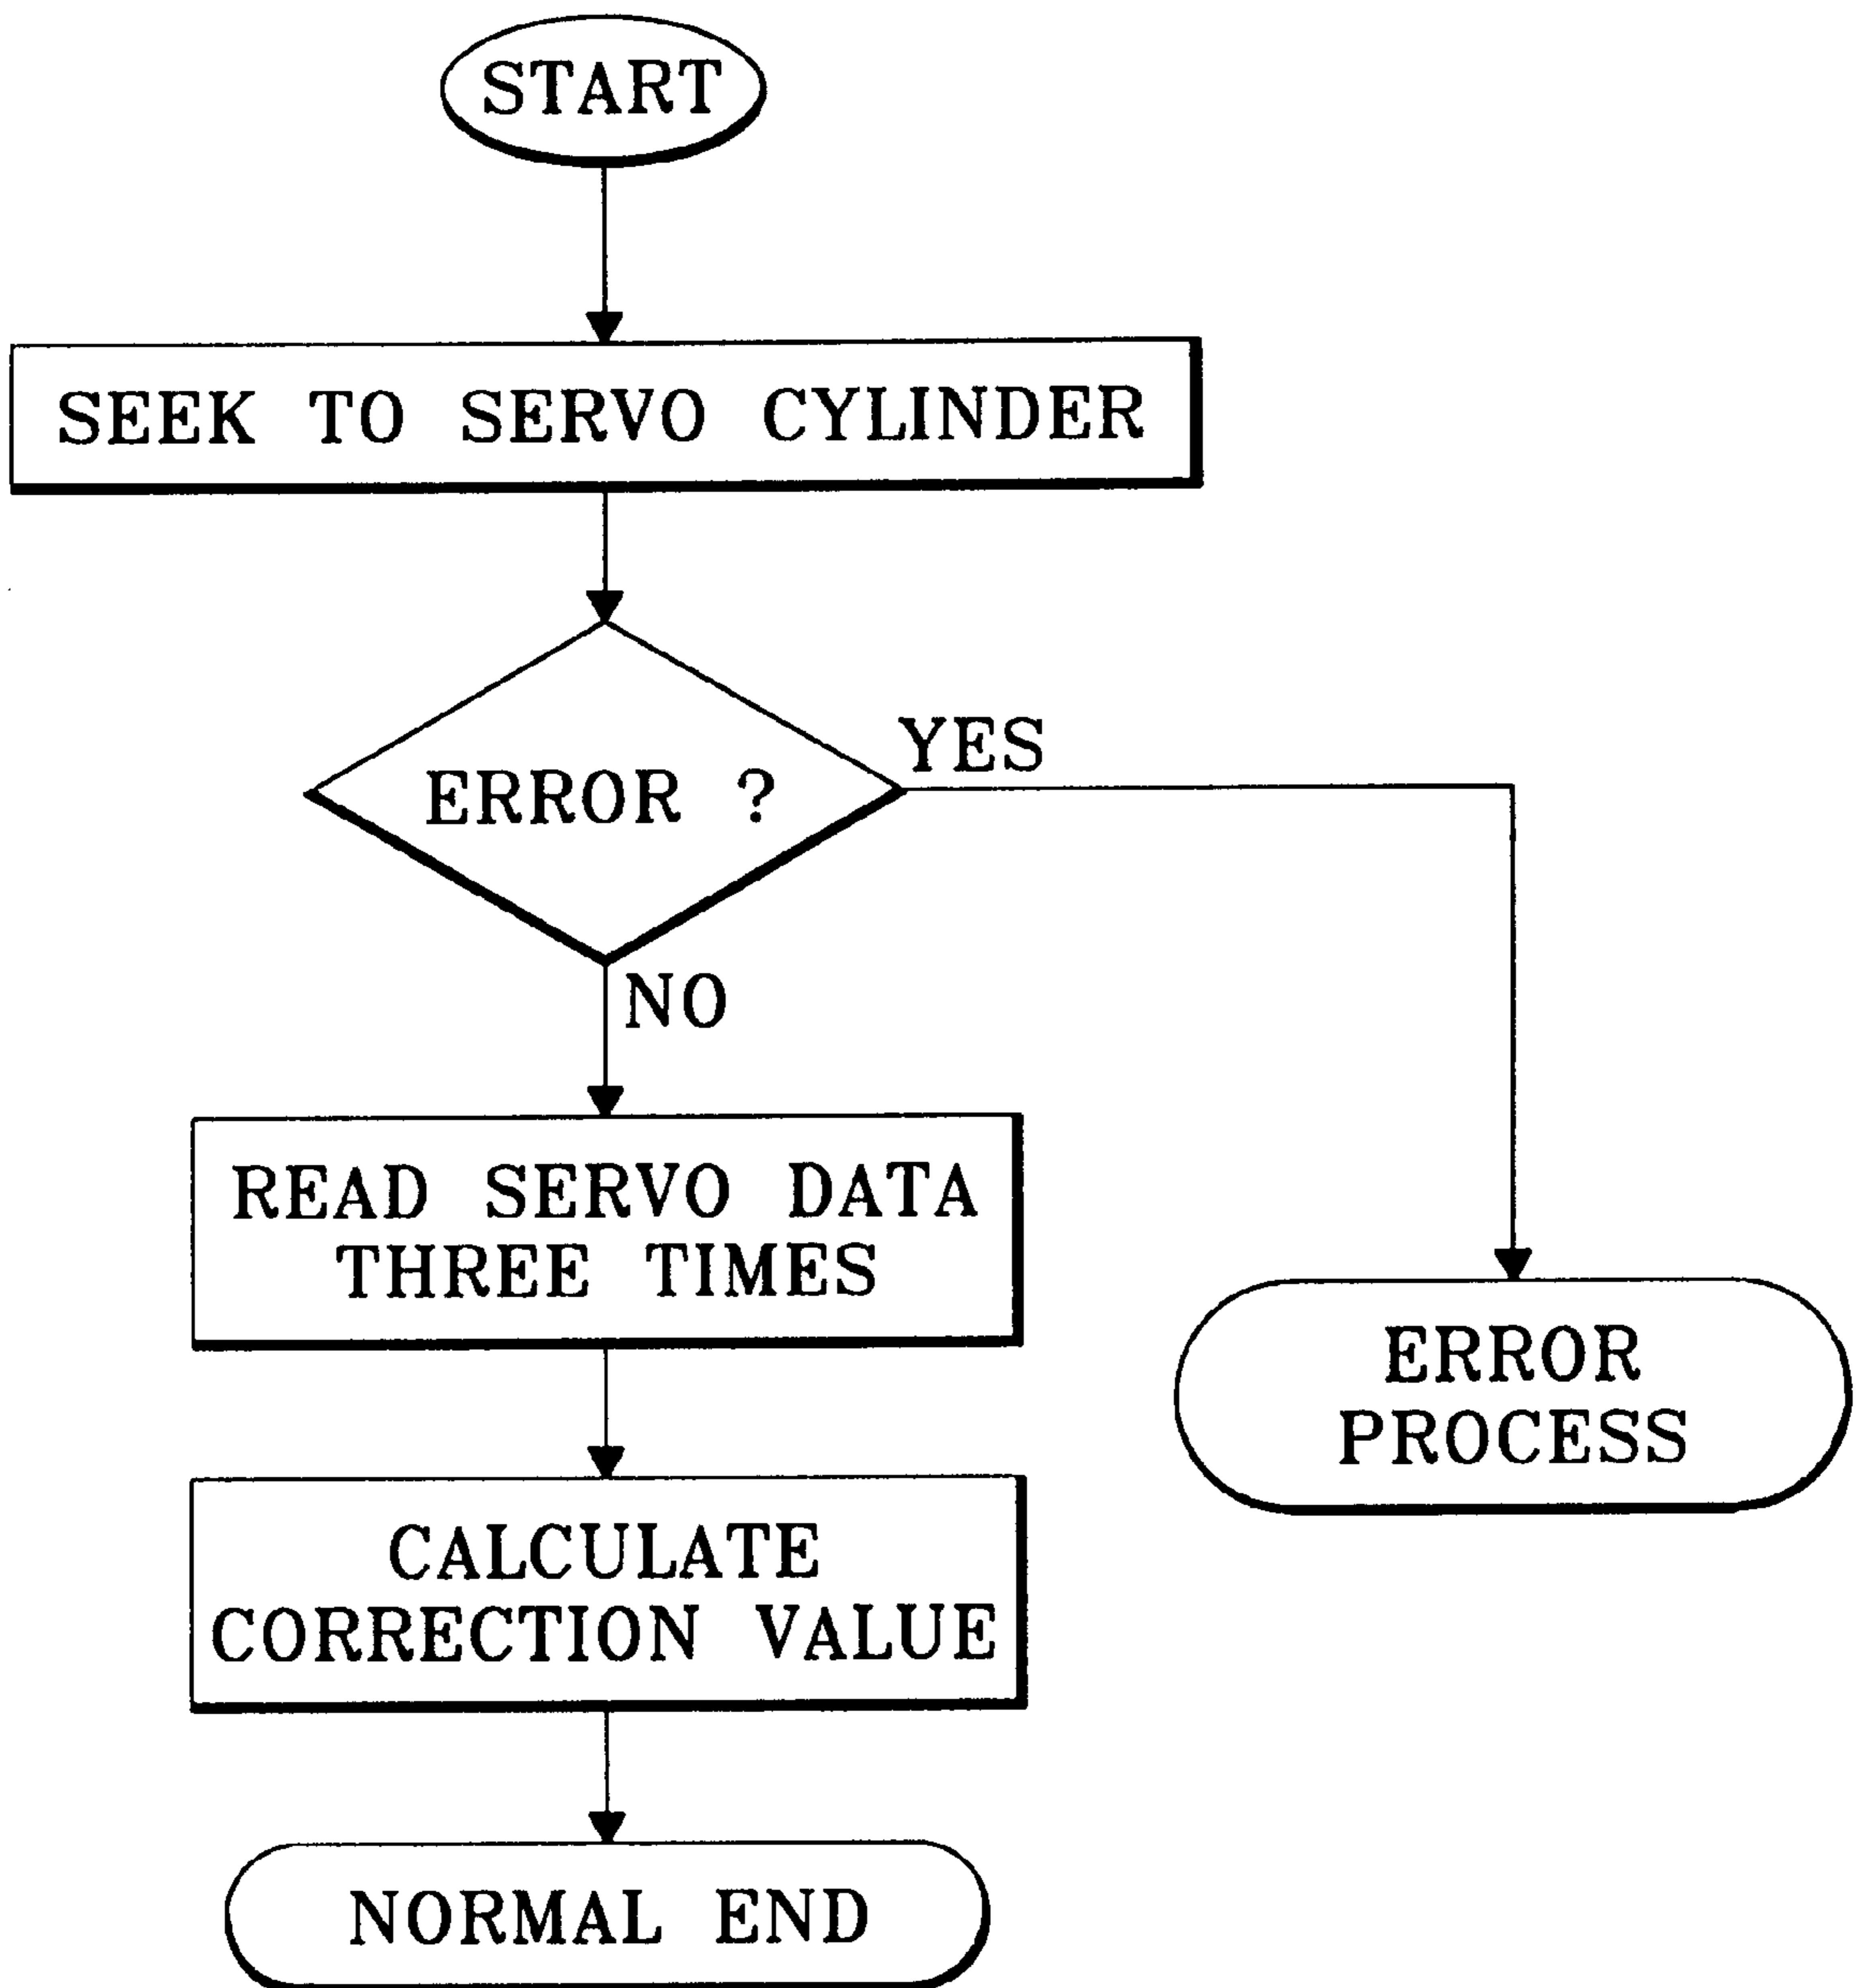 START
SEEK TO SERVO CYLINDER
ERROR ?
YES
NO
READ SERVO DATA
THREE TIMES
ERROR
PROCESS
CALCULATE
CORRECTION VALUE
NORMAL END